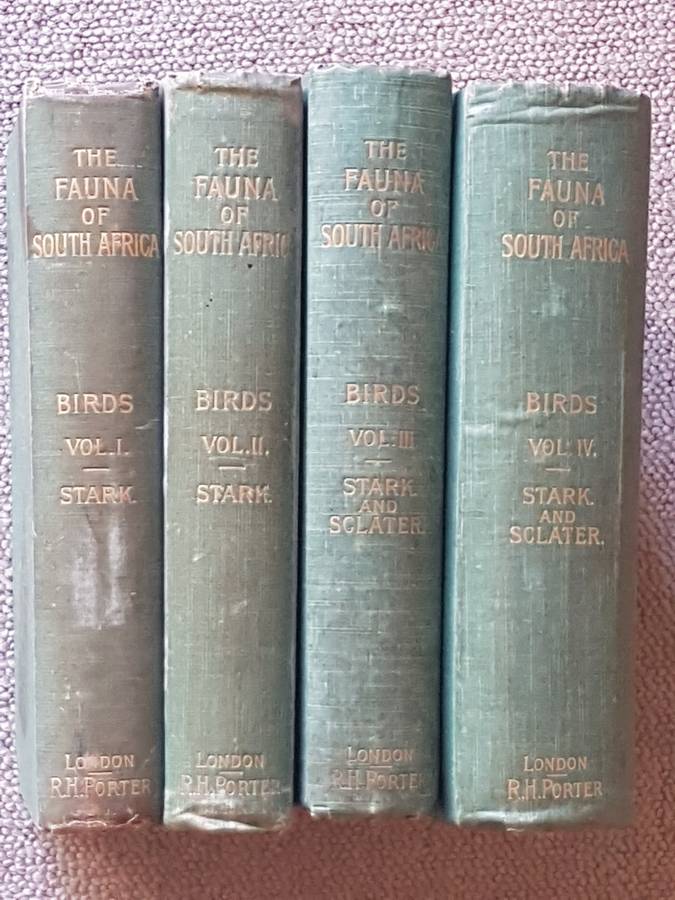 THE
FAUNA
OF
SOUTH AFRICA
BIRDS
VOL. I.
STARK.
LONDON
R.H. PORTER
THE
FAUNA
OF
SOUTH AFRIC
BIRDS
VOL. II.
STARK.
LONDON
R.H. PORTER
THE
FAUNA
OF
SOUTH AFRICA
BIRDS
VOL. III
STARK
AND
SCLATER.
LONDON
R.H. PORTER
THE
FAUNA
OF
SOUTH AFRICA
BIRDS
VOL. IV.
STARK.
AND
SCLATER.
LONDON
R.H. PORTER